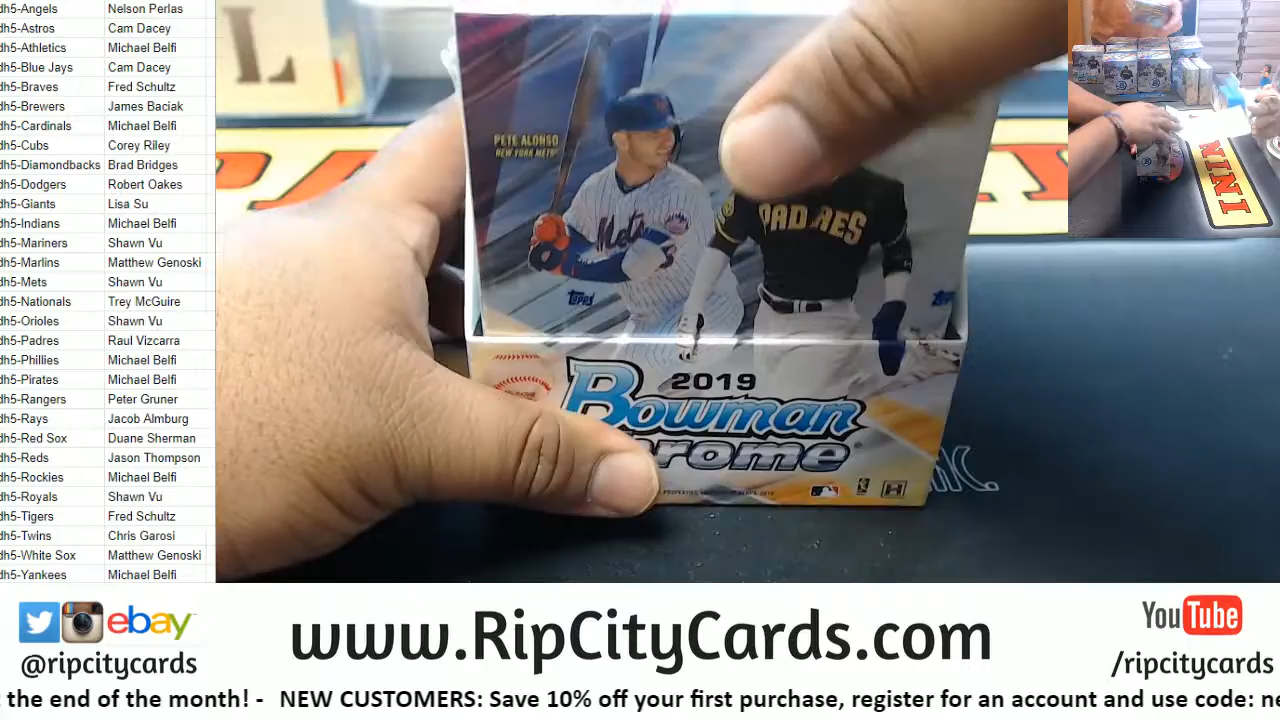 dh5-Angels Nelson Perlas
dh5-Astros Cam Dacey
dh5-Athletics Michael Belfi
dh5-Blue Jays Cam Dacey
dh5-Braves Fred Schultz
dh5-Brewers James Baciak
dh5-Cardinals Michael Belfi
dh5-Cubs Corey Riley
dh5-Diamondbacks Brad Bridges
dh5-Dodgers Robert Oakes
dh5-Giants Lisa Su
dh5-Indians Michael Belfi
dh5-Mariners Shawn Vu
dh5-Marlins Matthew Genoski
dh5-Mets Shawn Vu
dh5-Nationals Trey McGuire
dh5-Orioles Shawn Vu
dh5-Padres Raul Vizcarra
dh5-Phillies Michael Belfi
dh5-Pirates Michael Belfi
dh5-Rangers Peter Gruner
dh5-Rays Jacob Almburg
dh5-Red Sox Duane Sherman
dh5-Reds Jason Thompson
dh5-Rockies Michael Belfi
dh5-Royals Shawn Vu
dh5-Tigers Fred Schultz
dh5-Twins Chris Garosi
dh5-White Sox Matthew Genoski
dh5-Yankees Michael Belfi
PETE ALONSO
NEW YORK METS
Mets
PADRES
Topps
2019
Bowman
rome
INC.
INI
ebay
@ripcitycards
www.RipCityCards.com
YouTube
/ripcitycards
the end of the month! - NEW CUSTOMERS: Save 10% off your first purchase, register for an account and use code: